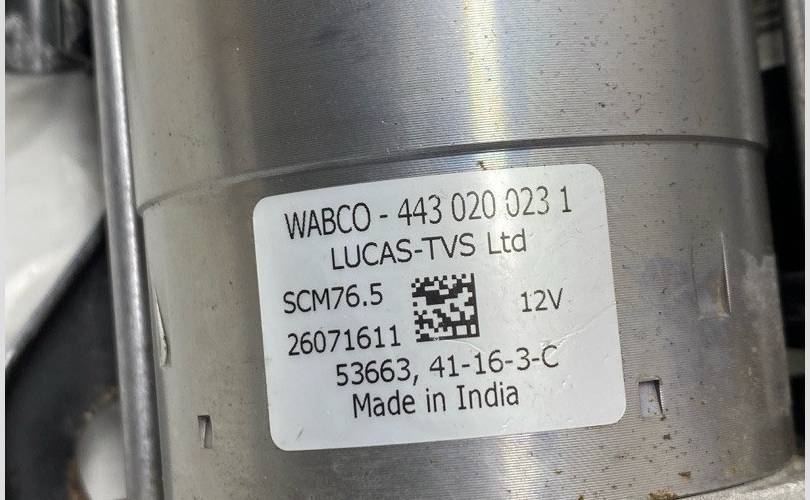 WABCO - 443 020 023 1
LUCAS-TVS Ltd
SCM76.5
12V
26071611
53663, 41-16-3-C
Made in India